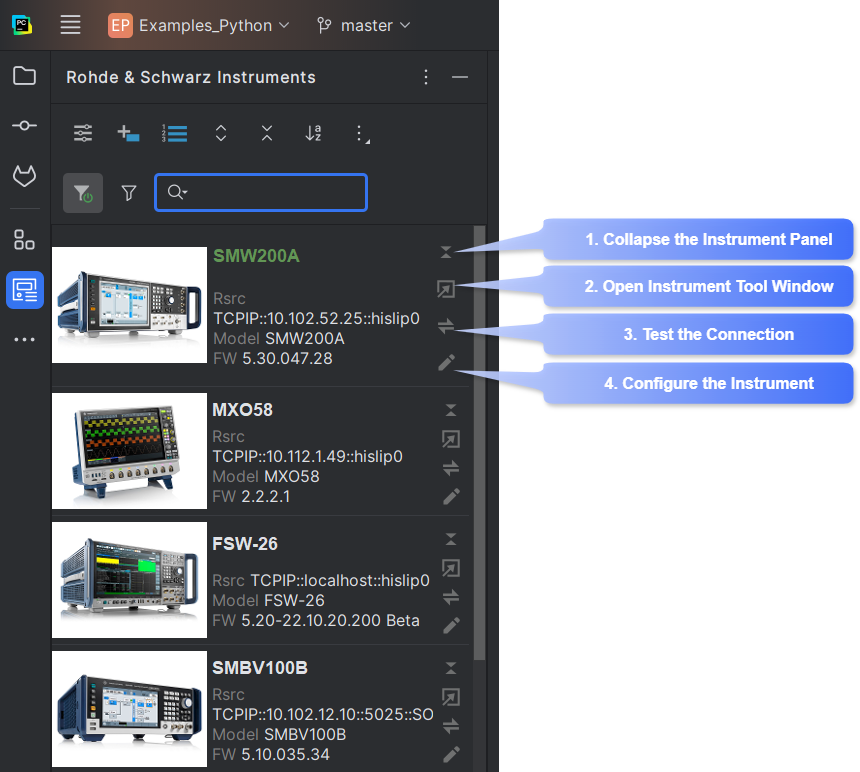 PC
EP Examples_Python master
Rohde & Schwarz Instruments
SMW200A
Rsrc
TCPIP::10.102.52.25::hislip0
Model SMW200A
FW 5.30.047.28
1. Collapse the Instrument Panel
2. Open Instrument Tool Window
3. Test the Connection
4. Configure the Instrument
MXO58
Rsrc
TCPIP::10.112.1.49::hislip0
Model MXO58
FW 2.2.2.1
FSW-26
Rsrc TCPIP::localhost::hislip0
Model FSW-26
FW 5.20-22.10.20.200 Beta
SMBV100B
Rsrc
TCPIP::10.102.12.10::5025::SO
Model SMBV100B
FW 5.10.035.34